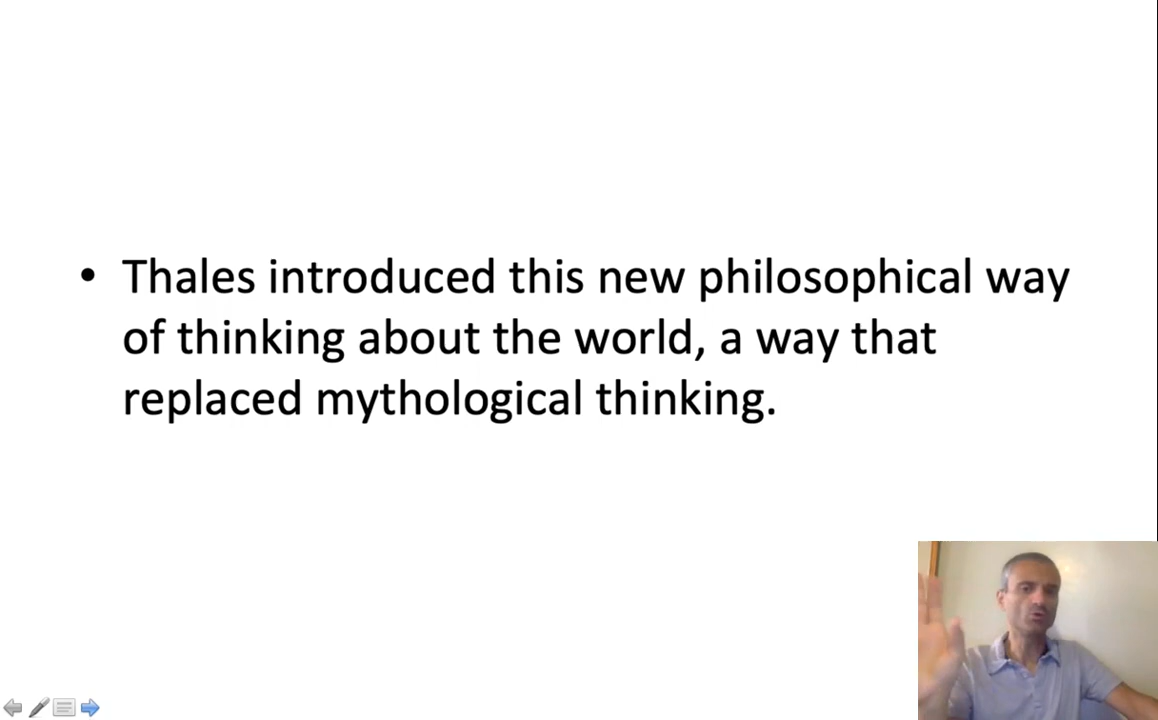 • Thales introduced this new philosophical way
of thinking about the world, a way that
replaced mythological thinking.